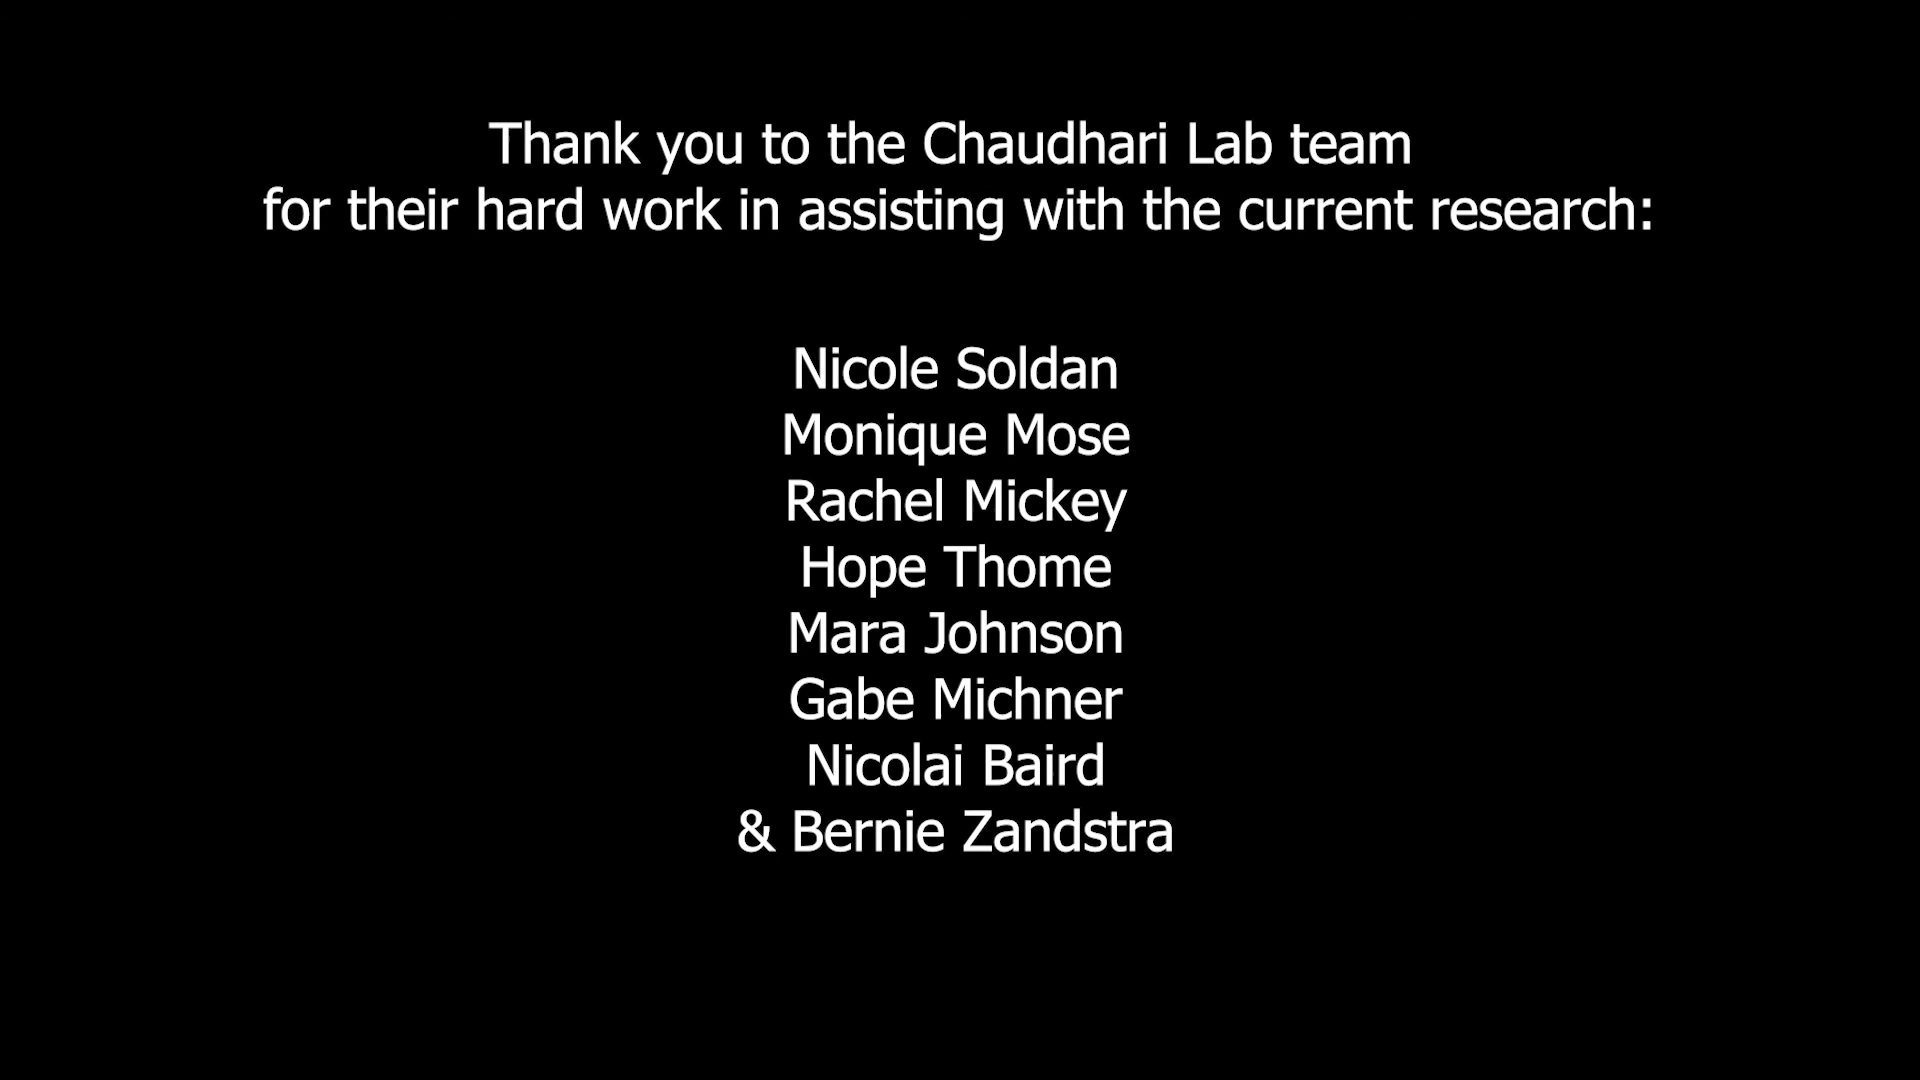 Thank you to the Chaudhari Lab team
for their hard work in assisting with the current research:
Nicole Soldan
Monique Mose
Rachel Mickey
Hope Thome
Mara Johnson
Gabe Michner
Nicolai Baird
& Bernie Zandstra